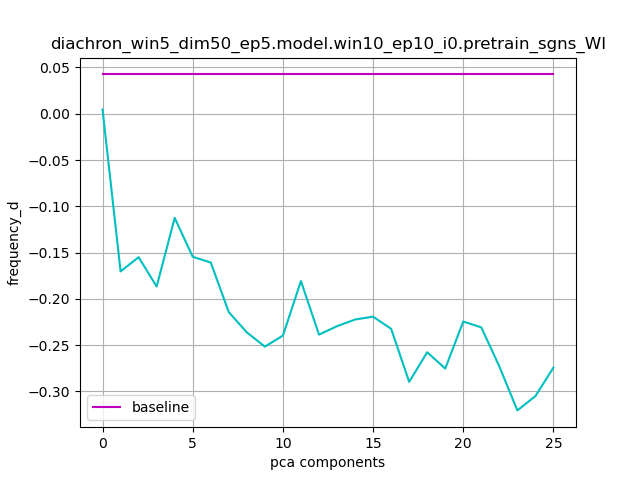 diachron_win5_dim50_ep5.model.win10_ep10_i0.pretrain_sgns_WI
0.05
0.00
−0.05
−0.10
−0.15
−0.20
−0.25
−0.30
frequency_d
baseline
0 5 10 15 20 25
pca components